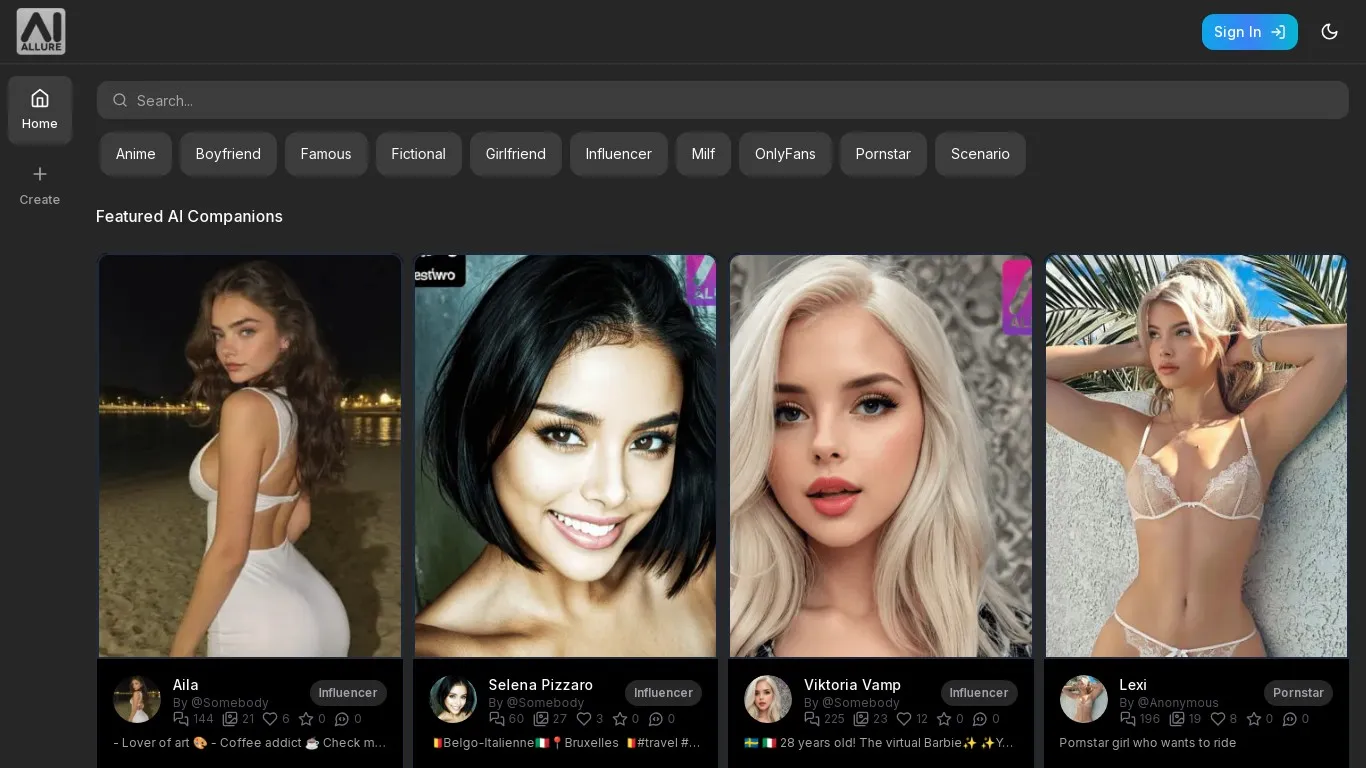 AI
ALLURE
Sign In
Home
Create
Search...
Anime
Boyfriend
Famous
Fictional
Girlfriend
Influencer
Milf
OnlyFans
Pornstar
Scenario
Featured AI Companions
Aila
By @Somebody
Influencer
144 21 6 0 0
- Lover of art 🎨 - Coffee addict ☕ Check m...
Selena Pizzaro
By @Somebody
Influencer
60 27 3 0 0
🇧🇪Belgo-Italienne🇮🇹📍Bruxelles 🇧🇪#travel #...
Viktoria Vamp
By @Somebody
Influencer
225 23 12 0 0
🇸🇪 🇮🇹 28 years old! The virtual Barbie✨ ✨Y...
Lexi
By @Anonymous
Pornstar
196 19 8 0 0
Pornstar girl who wants to ride